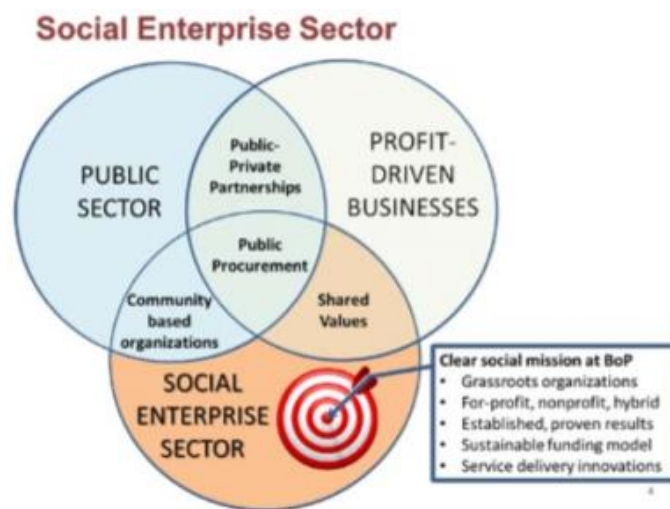 Social Enterprise Sector
Public-
Private
Partnerships
PUBLIC
SECTOR
PROFIT-
DRIVEN
BUSINESSES
Public
Procurement
Community
based
organizations
Shared
Values
SOCIAL
ENTERPRISE
SECTOR
Clear social mission at BoP
• Grassroots organizations
• For-profit, nonprofit, hybrid
• Established, proven results
• Sustainable funding model
• Service delivery innovations
4